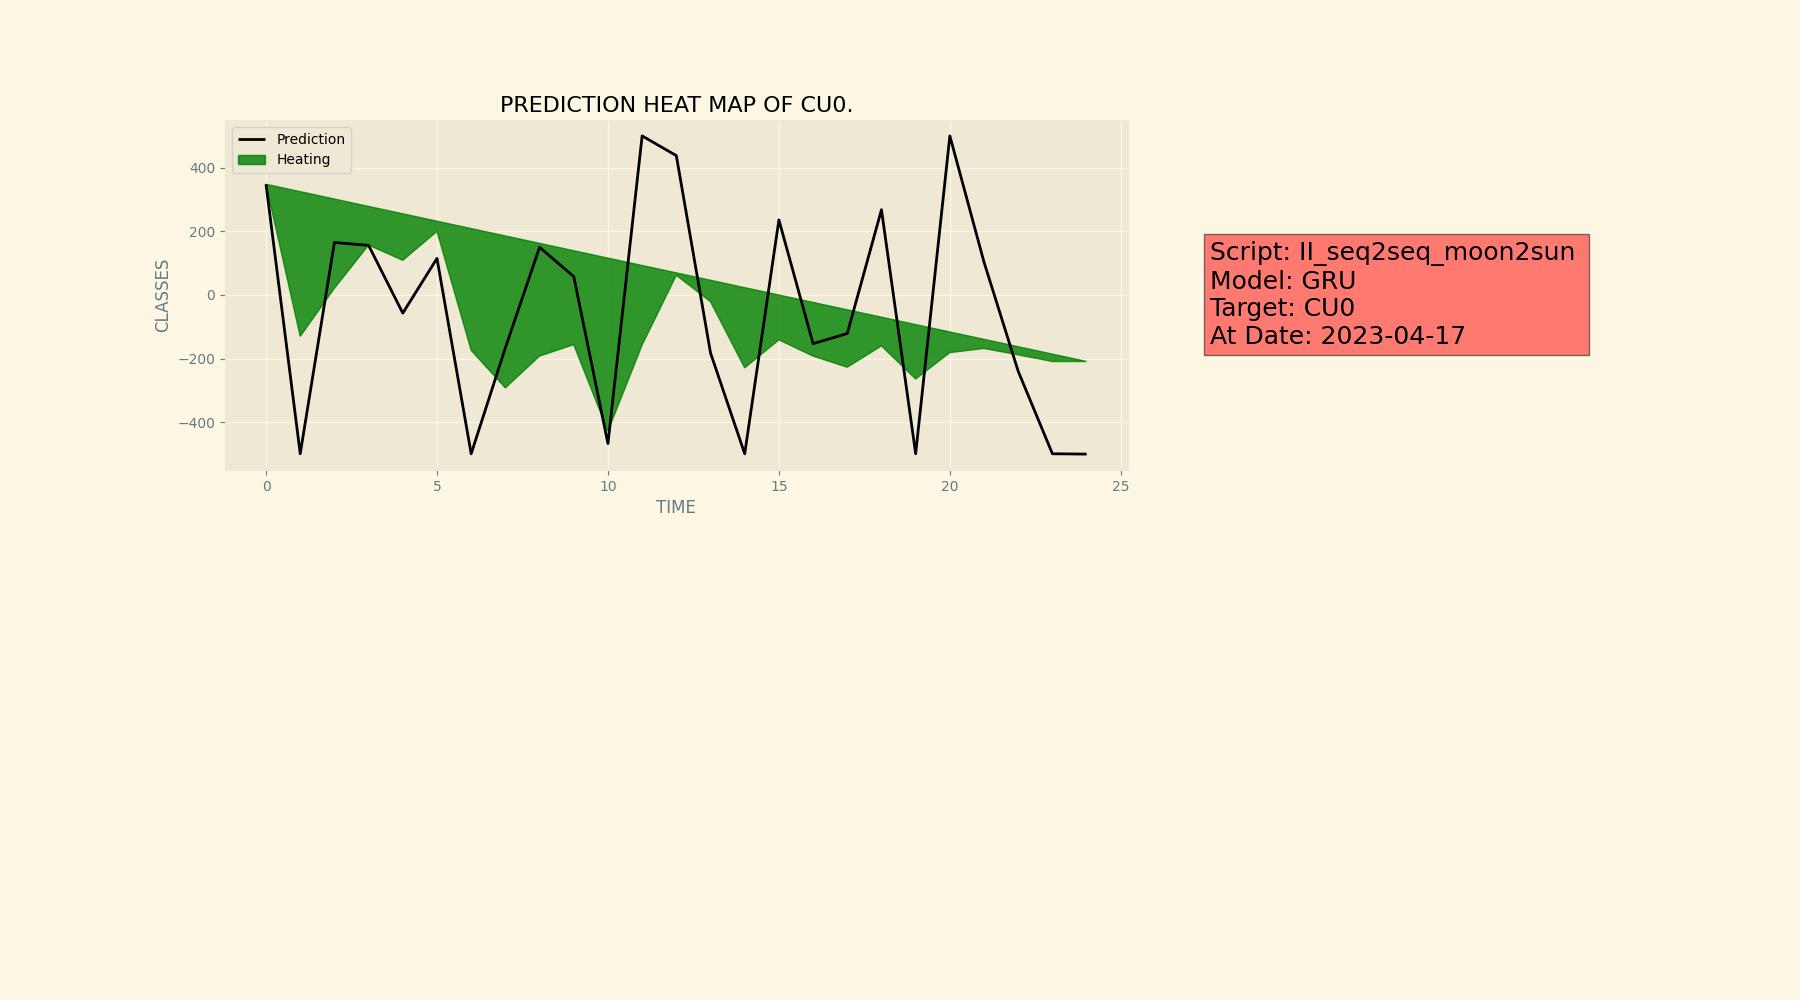 PREDICTION HEAT MAP OF CU0.
Prediction
Heating
400
200
0
−200
−400
CLASSES
0 5 10 15 20 25
TIME
Script: II_seq2seq_moon2sun
Model: GRU
Target: CU0
At Date: 2023-04-17